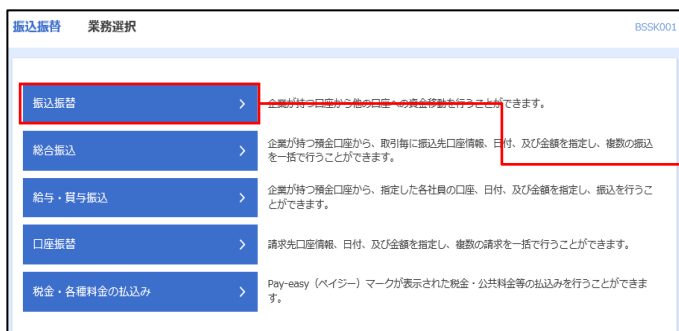 振込振替 業務選択 BSSK001
振込振替 企業が持つ口座から他の口座への資金移動を行うことができます。
総合振込 企業が持つ預金口座から、取引毎に振込先口座情報、日付、及び金額を指定し、複数の振込
を一括で行うことができます。
給与・賞与振込 企業が持つ預金口座から、指定した各社員の口座、日付、及び金額を指定し、振込を行うこ
とができます。
口座振替 請求先口座情報、日付、及び金額を指定し、複数の請求を一括で行うことができます。
税金・各種料金の払込み Pay-easy（ペイジー）マークが表示された税金・公共料金等の払込みを行うことができま
す。